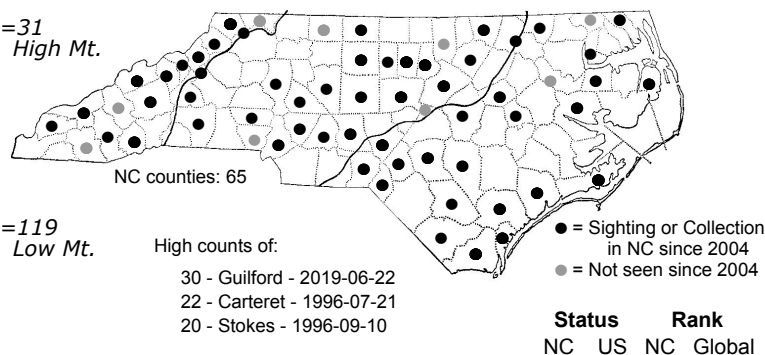 =31
High Mt.
NC counties: 65
=119
Low Mt.
High counts of:
30 - Guilford - 2019-06-22
22 - Carteret - 1996-07-21
20 - Stokes - 1996-09-10
= Sighting or Collection
in NC since 2004
= Not seen since 2004
Status Rank
NC US NC Global